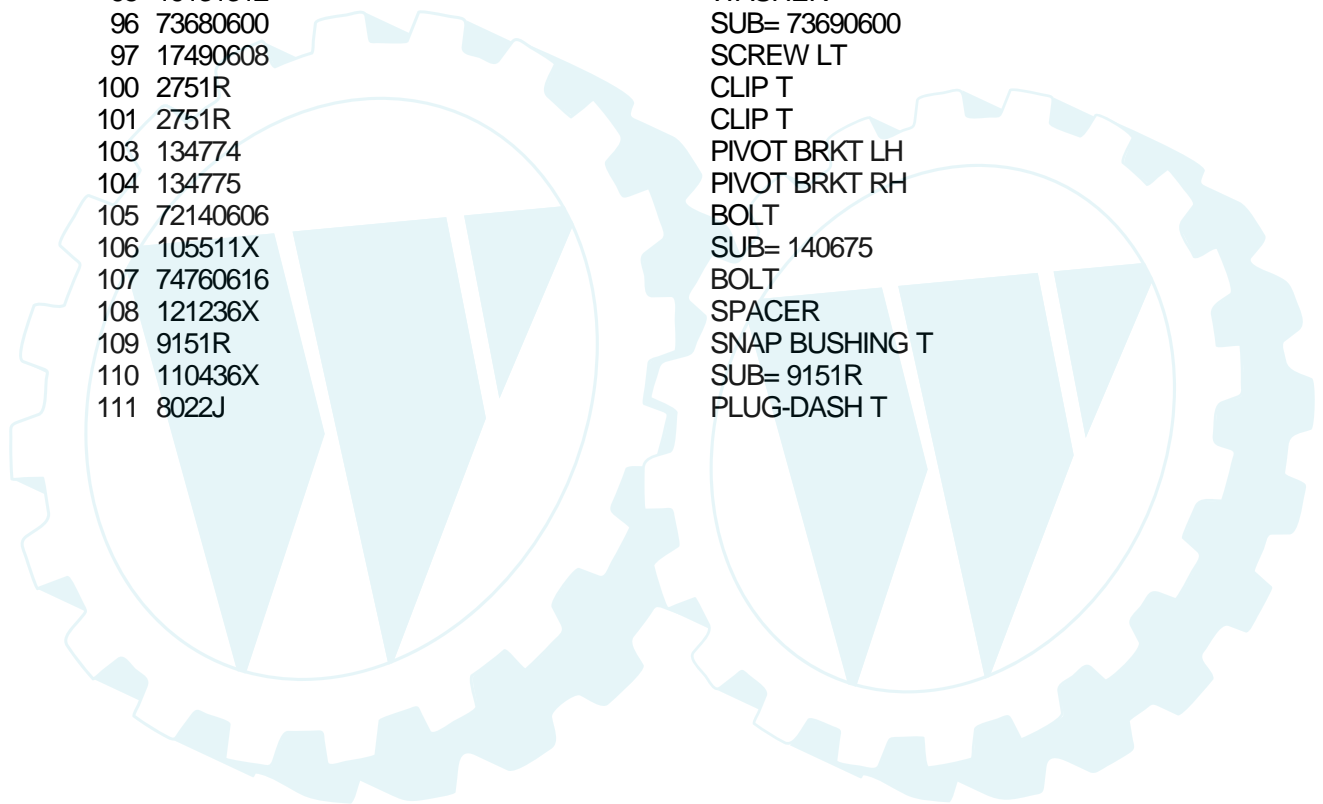 96 73680600 SUB= 73690600
97 17490608 SCREW LT
100 2751R CLIP T
101 2751R CLIP T
103 134774 PIVOT BRKT LH
104 134775 PIVOT BRKT RH
105 72140606 BOLT
106 105511X SUB= 140675
107 74760616 BOLT
108 121236X SPACER
109 9151R SNAP BUSHING T
110 110436X SUB= 9151R
111 8022J PLUG-DASH T